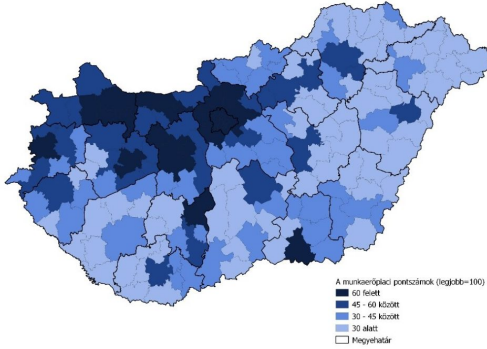 A munkaerőpiaci pontszámok (legjobb=100)
60 felett
45 - 60 között
30 - 45 között
30 alatt
Megyehatár